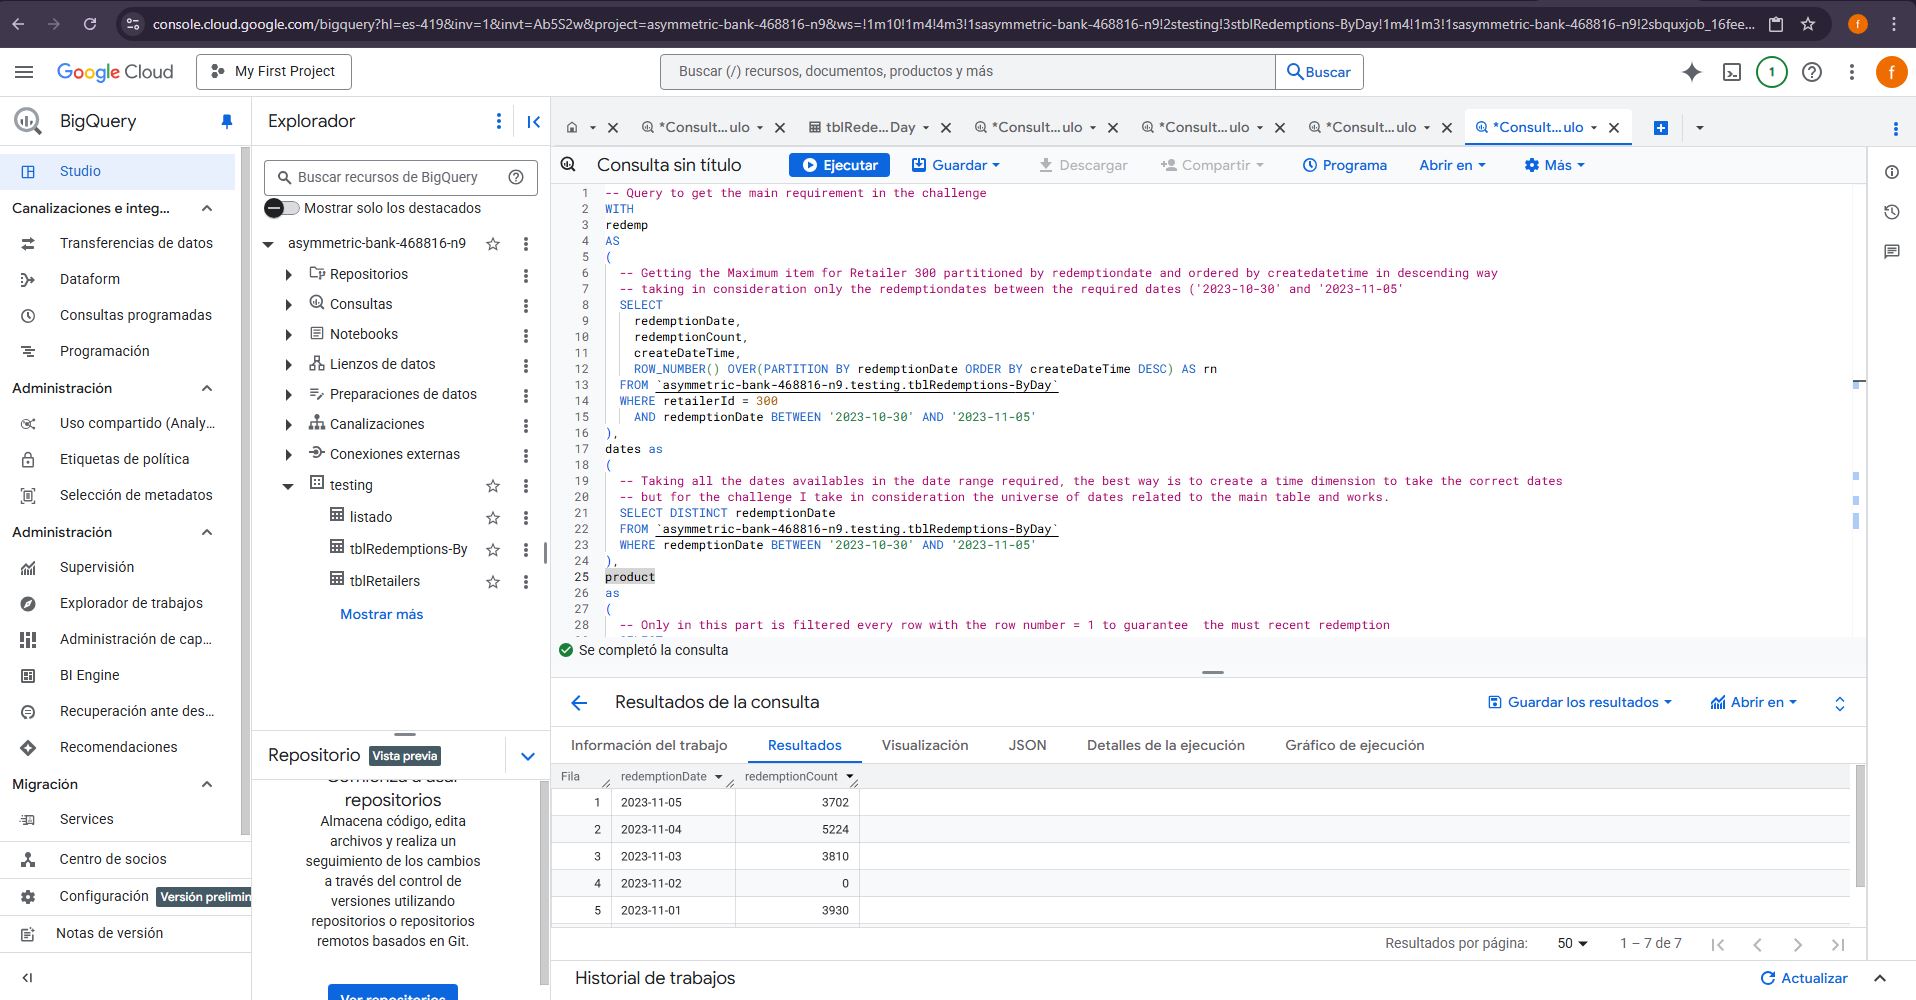 console.cloud.google.com/bigquery?hl=es-419&inv=1&invt=Ab5S2w&project=asymmetric-bank-468816-n9&ws=!1m10!1m4!4m3!1sasymmetric-bank-468816-n9!2stesting!3stblRedemptions-ByDay!1m4!1m3!1sasymmetric-bank-468816-n9!2sbquxjob_16fee...
f
Google Cloud
My First Project
Buscar (/) recursos, documentos, productos y más
Buscar
1
f
BigQuery
Studio
Canalizaciones e integ...
Transferencias de datos
Dataform
Consultas programadas
Programación
Administración
Uso compartido (Analy...
Etiquetas de política
Selección de metadatos
Administración
Supervisión
Explorador de trabajos
Administración de cap...
BI Engine
Recuperación ante des...
Recomendaciones
Migración
Services
Centro de socios
Configuración Versión prelimin
Notas de versión
Explorador
Buscar recursos de BigQuery
Mostrar solo los destacados
asymmetric-bank-468816-n9
Repositorios
Consultas
Notebooks
Lienzos de datos
Preparaciones de datos
Canalizaciones
Conexiones externas
testing
listado
tblRedemptions-By
tblRetailers
Mostrar más
Repositorio Vista previa
Comienza a usar
repositorios
Almacena código, edita
archivos y realiza un
seguimiento de los cambios
a través del control de
versiones utilizando
repositorios o repositorios
remotos basados en Git.
Ver repositorios
*Consult...ulo tblRede...Day *Consult...ulo *Consult...ulo *Consult...ulo *Consult...ulo
Consulta sin título Ejecutar Guardar Descargar Compartir Programa Abrir en Más
1 -- Query to get the main requirement in the challenge
2 WITH
3 redemp
4 AS
5 (
6 -- Getting the Maximum item for Retailer 300 partitioned by redemptiondate and ordered by createdatetime in descending way
7 -- taking in consideration only the redemptiondates between the required dates ('2023-10-30' and '2023-11-05'
8 SELECT
9 redemptionDate,
10 redemptionCount,
11 createDateTime,
12 ROW_NUMBER() OVER(PARTITION BY redemptionDate ORDER BY createDateTime DESC) AS rn
13 FROM `asymmetric-bank-468816-n9.testing.tblRedemptions-ByDay`
14 WHERE retailerId = 300
15 AND redemptionDate BETWEEN '2023-10-30' AND '2023-11-05'
16 ),
17 dates as
18 (
19 -- Taking all the dates availables in the date range required, the best way is to create a time dimension to take the correct dates
20 -- but for the challenge I take in consideration the universe of dates related to the main table and works.
21 SELECT DISTINCT redemptionDate
22 FROM `asymmetric-bank-468816-n9.testing.tblRedemptions-ByDay`
23 WHERE redemptionDate BETWEEN '2023-10-30' AND '2023-11-05'
24 ),
25 product
26 as
27 (
28 -- Only in this part is filtered every row with the row number = 1 to guarantee  the must recent redemption
Se completó la consulta
Resultados de la consulta
Guardar los resultados Abrir en
Información del trabajo Resultados Visualización JSON Detalles de la ejecución Gráfico de ejecución
Fila redemptionDate redemptionCount
1 2023-11-05 3702
2 2023-11-04 5224
3 2023-11-03 3810
4 2023-11-02 0
5 2023-11-01 3930
Resultados por página: 50 1 – 7 de 7
Historial de trabajos
Actualizar